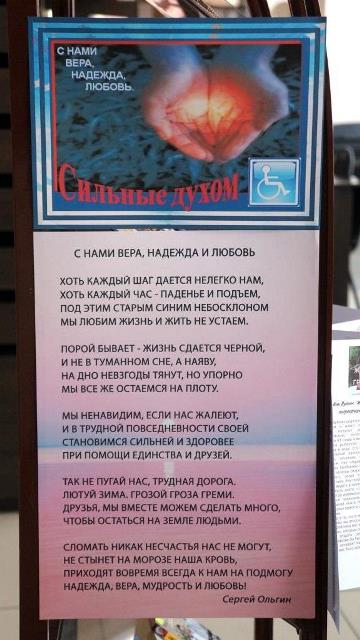 С НАМИ
ВЕРА,
НАДЕЖДА,
ЛЮБОВЬ.
Сильные духом
С НАМИ ВЕРА, НАДЕЖДА И ЛЮБОВЬ
ХОТЬ КАЖДЫЙ ШАГ ДАЕТСЯ НЕЛЕГКО НАМ,
ХОТЬ КАЖДЫЙ ЧАС - ПАДЕНЬЕ И ПОДЪЕМ,
ПОД ЭТИМ СТАРЫМ СИНИМ НЕБОСКЛОНОМ
МЫ ЛЮБИМ ЖИЗНЬ И ЖИТЬ НЕ УСТАЕМ.
ПОРОЙ БЫВАЕТ - ЖИЗНЬ СДАЕТСЯ ЧЕРНОЙ,
И НЕ В ТУМАННОМ СНЕ, А НАЯВУ,
НА ДНО НЕВЗГОДЫ ТЯНУТ, НО УПОРНО
МЫ ВСЕ ЖЕ ОСТАЕМСЯ НА ПЛОТУ.
МЫ НЕНАВИДИМ, ЕСЛИ НАС ЖАЛЕЮТ,
И В ТРУДНОЙ ПОВСЕДНЕВНОСТИ СВОЕЙ
СТАНОВИМСЯ СИЛЬНЕЙ И ЗДОРОВЕЕ
ПРИ ПОМОЩИ ЕДИНСТВА И ДРУЗЕЙ.
ТАК НЕ ПУГАЙ НАС, ТРУДНАЯ ДОРОГА.
ЛЮТУЙ ЗИМА. ГРОЗОЙ ГРОЗА ГРЕМИ.
ДРУЗЬЯ, МЫ ВМЕСТЕ МОЖЕМ СДЕЛАТЬ МНОГО,
ЧТОБЫ ОСТАТЬСЯ НА ЗЕМЛЕ ЛЮДЬМИ.
СЛОМАТЬ НИКАК НЕСЧАСТЬЯ НАС НЕ МОГУТ,
НЕ СТЫНЕТ НА МОРОЗЕ НАША КРОВЬ,
ПРИХОДЯТ ВОВРЕМЯ ВСЕГДА К НАМ НА ПОДМОГУ
НАДЕЖДА, ВЕРА, МУДРОСТЬ И ЛЮБОВЬ!
Сергей Ольгин